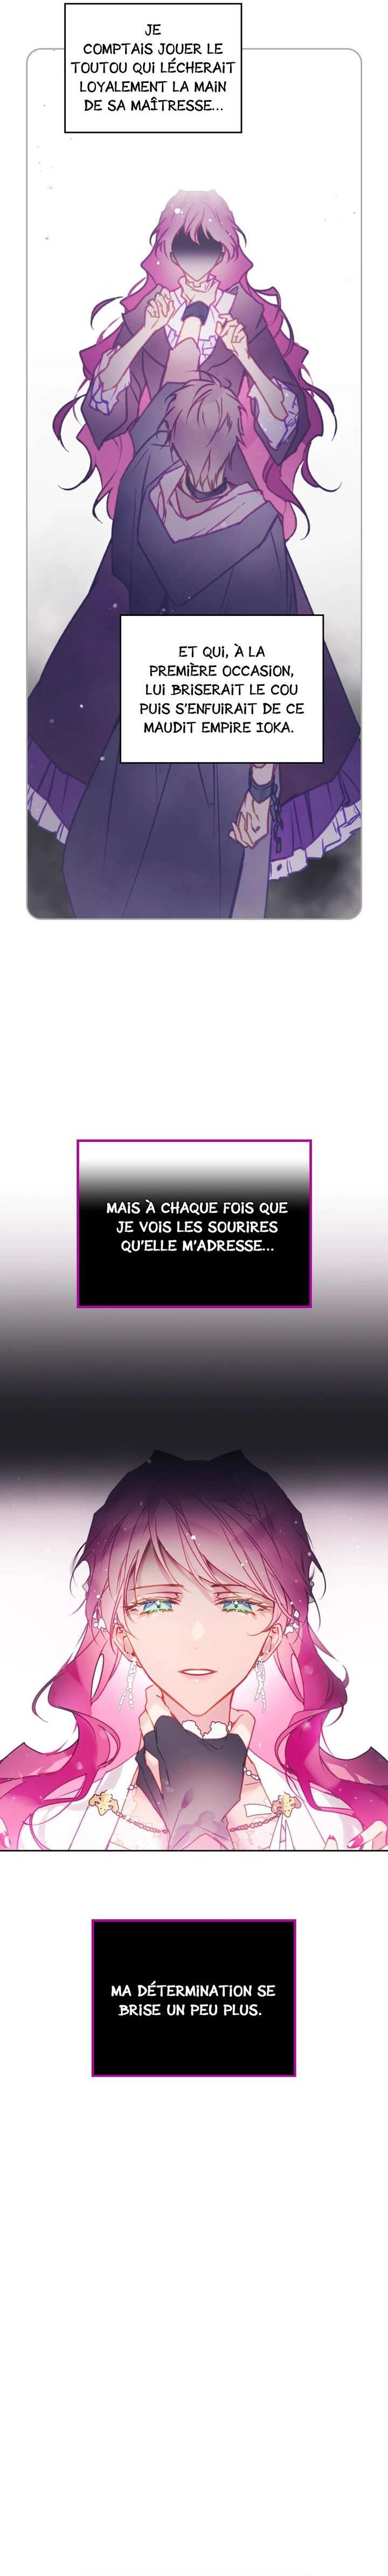 JE
COMPTAIS JOUER LE
TOUTOU QUI LÉCHERAIT
LOYALEMENT LA MAIN
DE SA MAÎTRESSE...
ET QUI, À LA
PREMIÈRE OCCASION,
LUI BRISERAIT LE COU
PUIS S'ENFUIRAIT DE CE
MAUDIT EMPIRE IOKA.
MAIS À CHAQUE FOIS QUE
JE VOIS LES SOURIRES
QU'ELLE M'ADRESSE...
MA DÉTERMINATION SE
BRISE UN PEU PLUS.